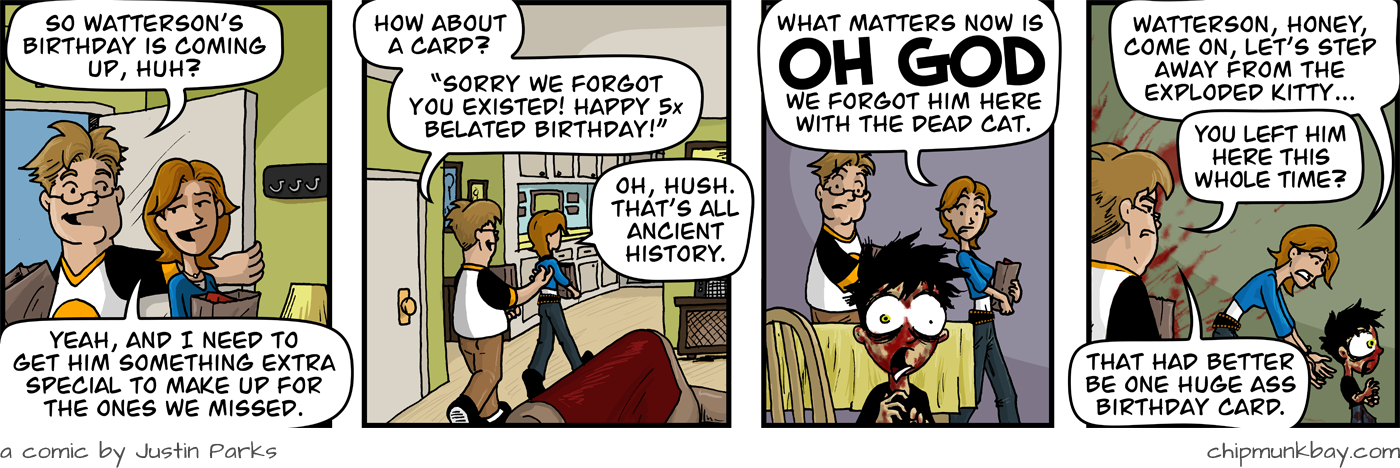 SO WATTERSON'S
BIRTHDAY IS COMING
UP, HUH?
YEAH, AND I NEED TO
GET HIM SOMETHING EXTRA
SPECIAL TO MAKE UP FOR
THE ONES WE MISSED.
HOW ABOUT
A CARD?
"SORRY WE FORGOT
YOU EXISTED! HAPPY 5x
BELATED BIRTHDAY!"
OH, HUSH.
THAT'S ALL
ANCIENT
HISTORY.
WHAT MATTERS NOW IS
OH GOD
WE FORGOT HIM HERE
WITH THE DEAD CAT.
WATTERSON, HONEY,
COME ON, LET'S STEP
AWAY FROM THE
EXPLODED KITTY...
YOU LEFT HIM
HERE THIS
WHOLE TIME?
THAT HAD BETTER
BE ONE HUGE ASS
BIRTHDAY CARD.
a comic by Justin Parks
chipmunkbay.com